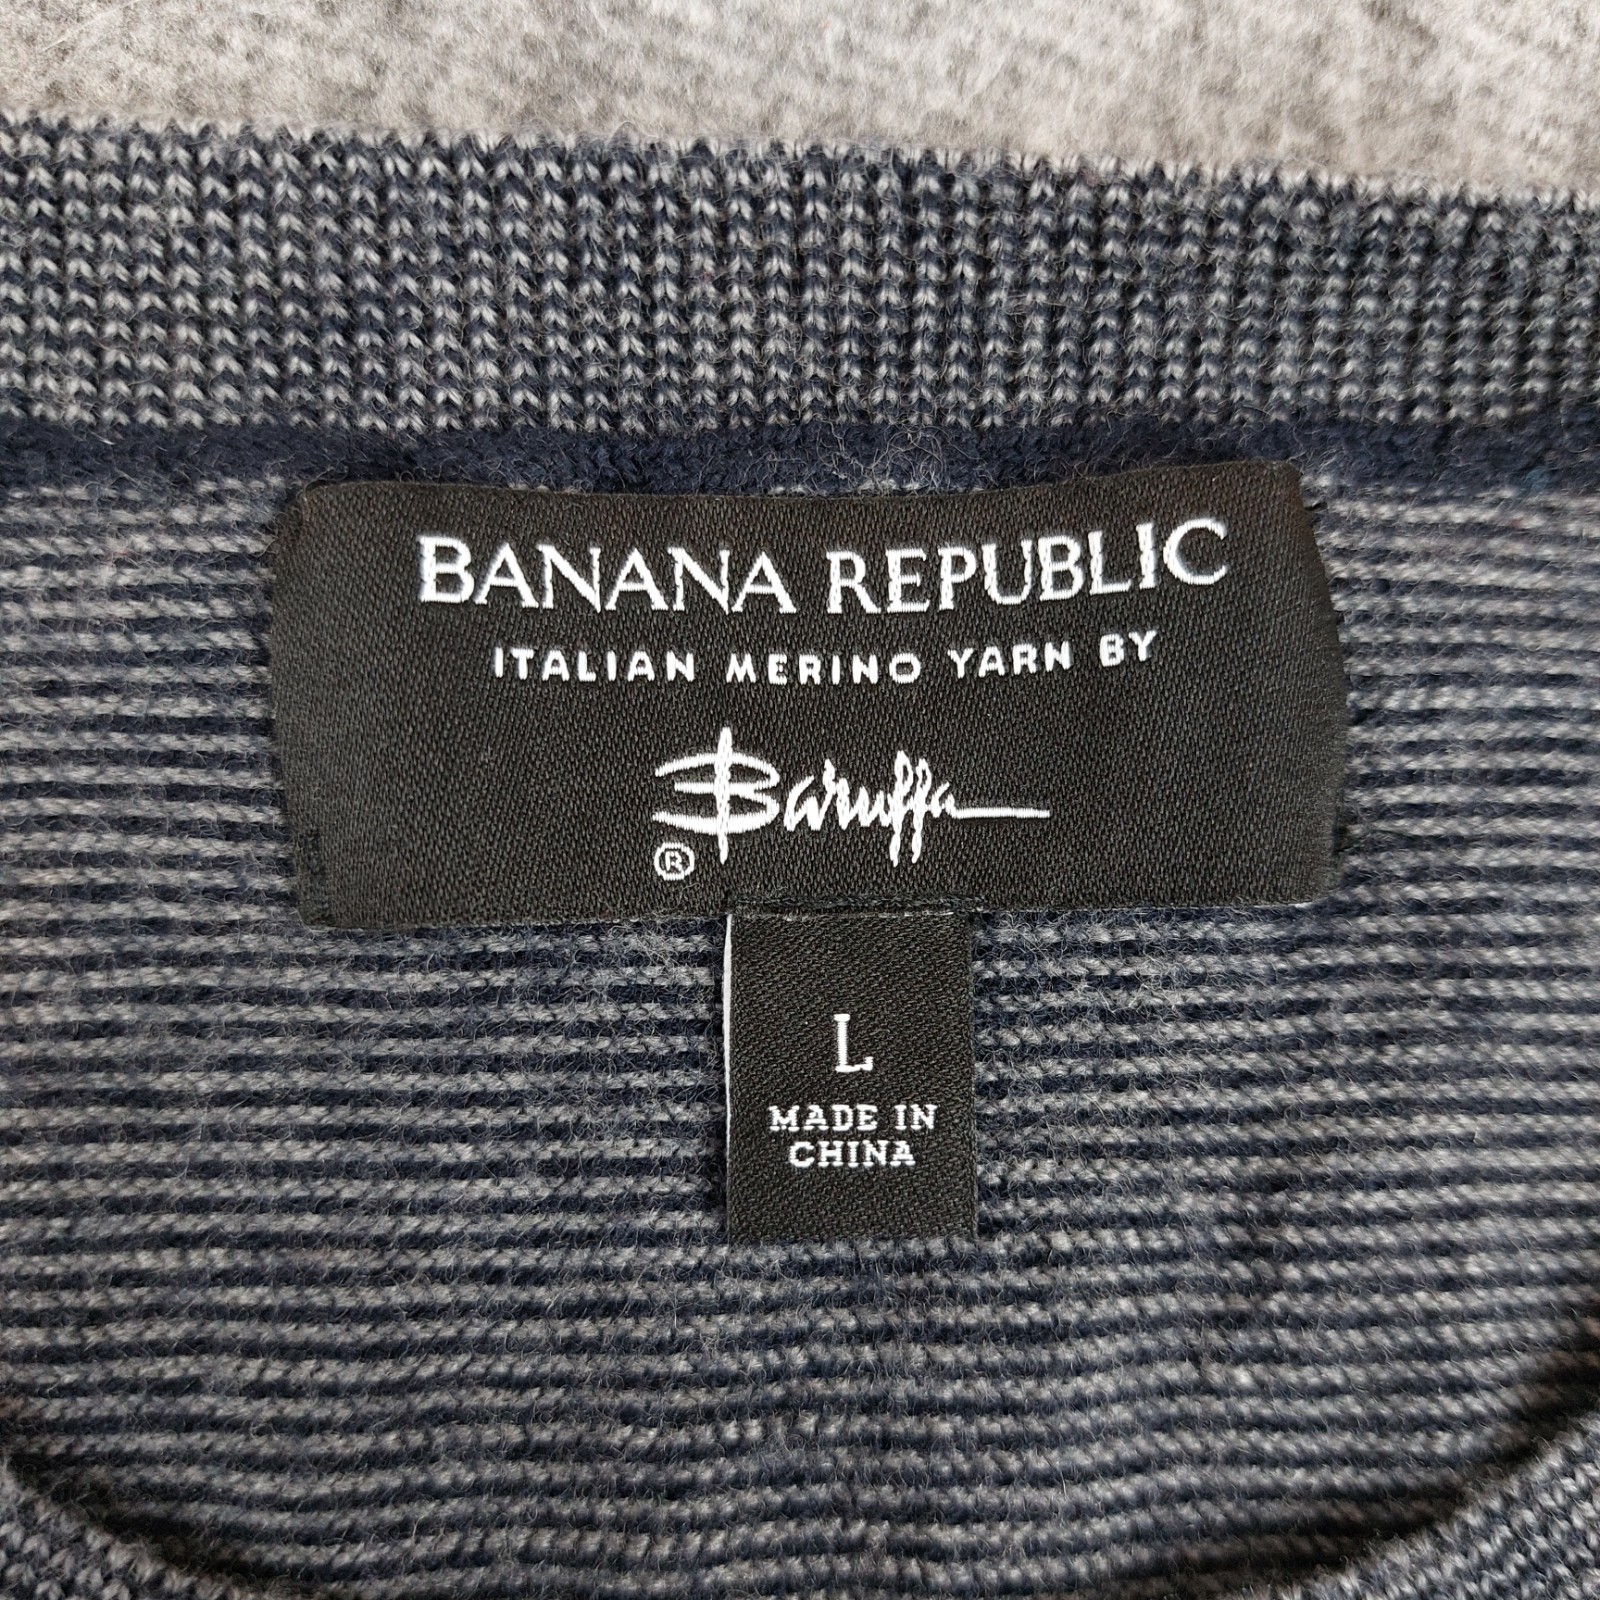 BANANA REPUBLIC
ITALIAN MERINO YARN BY
Baruffa
®
L
MADE IN
CHINA